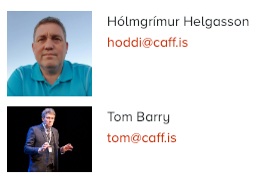 Hólmgrímur Helgasson
hoddi@caff.is
Tom Barry
tom@caff.is